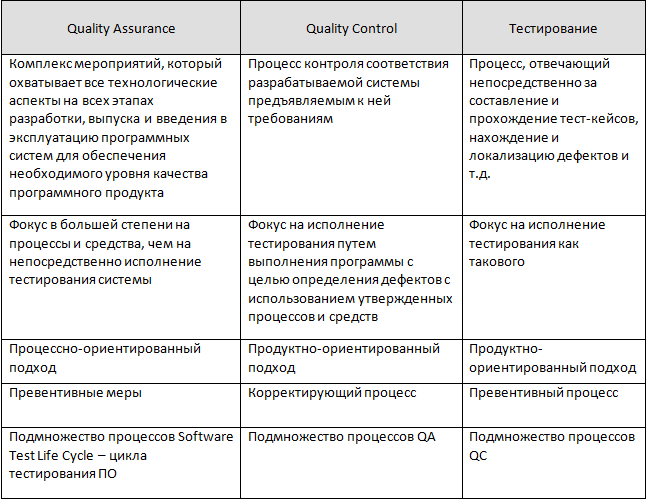 Quality Assurance
Quality Control
Тестирование
Комплекс мероприятий, который
охватывает все технологические
аспекты на всех этапах
разработки, выпуска и введения в
эксплуатацию программных
систем для обеспечения
необходимого уровня качества
программного продукта
Процесс контроля соответствия
разрабатываемой системы
предъявляемым к ней
требованиям
Процесс, отвечающий
непосредственно за
составление и
прохождение тест-кейсов,
нахождение и
локализацию дефектов и
т.д.
Фокус в большей степени на
процессы и средства, чем на
непосредственно исполнение
тестирования системы
Фокус на исполнение
тестирования путем
выполнения программы с
целью определения дефектов с
использованием утвержденных
процессов и средств
Фокус на исполнение
тестирования как
такового
Процессно-ориентированный
подход
Продуктно-ориентированный
подход
Продуктно-
ориентированный подход
Превентивные меры
Корректирующий процесс
Превентивный процесс
Подмножество процессов Software
Test Life Cycle – цикла
тестирования ПО
Подмножество процессов QA
Подмножество процессов
QC